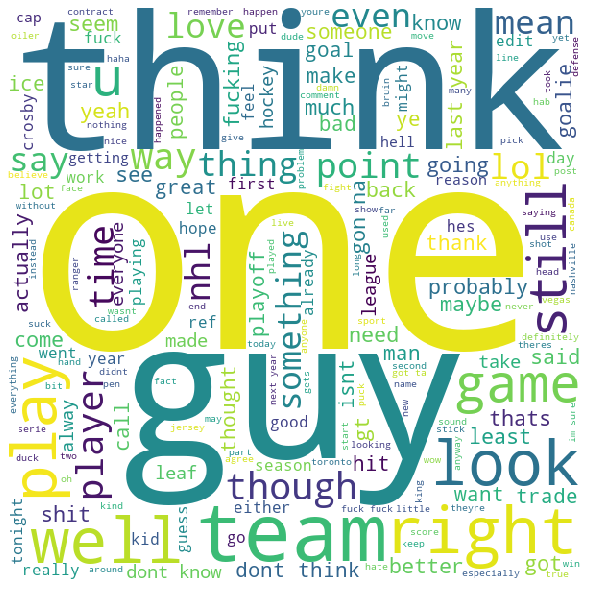 cap contract remember happen youre
oiler seem love someone put dude move even know mean
fuck haha goal edit yet
think
sure u people fucking feel make comment line defense
star ice crosby yeah nothing hockey much bad ye bruin might many last year took goalie
nice happened damn hell hab pick
say getting way thing give problem point going lol day
believe work see great first fight back reason anything post
lot face let live saying canada
actually without instead time everyone ranger playing hope nhl one something showfar used long gon na league hes thank use shot head still
wasnt called end ref playoff already played sport probably nashville vegas never
suck today anyone maybe definitely
come went hand year made gets need man second theres
everything bit didnt guy fact next year isnt got ta name take said
play pen alway player call may thought good start puck new game thats
serie two jersey gt looking sound stick least im sure
duck oh leaf part agree season toronto hit king wow anyway look
kind shit though want trade
tonight well kid guess either team fuck fuck little theyre right
go score got win
really around dont know dont think hate keep better especially true